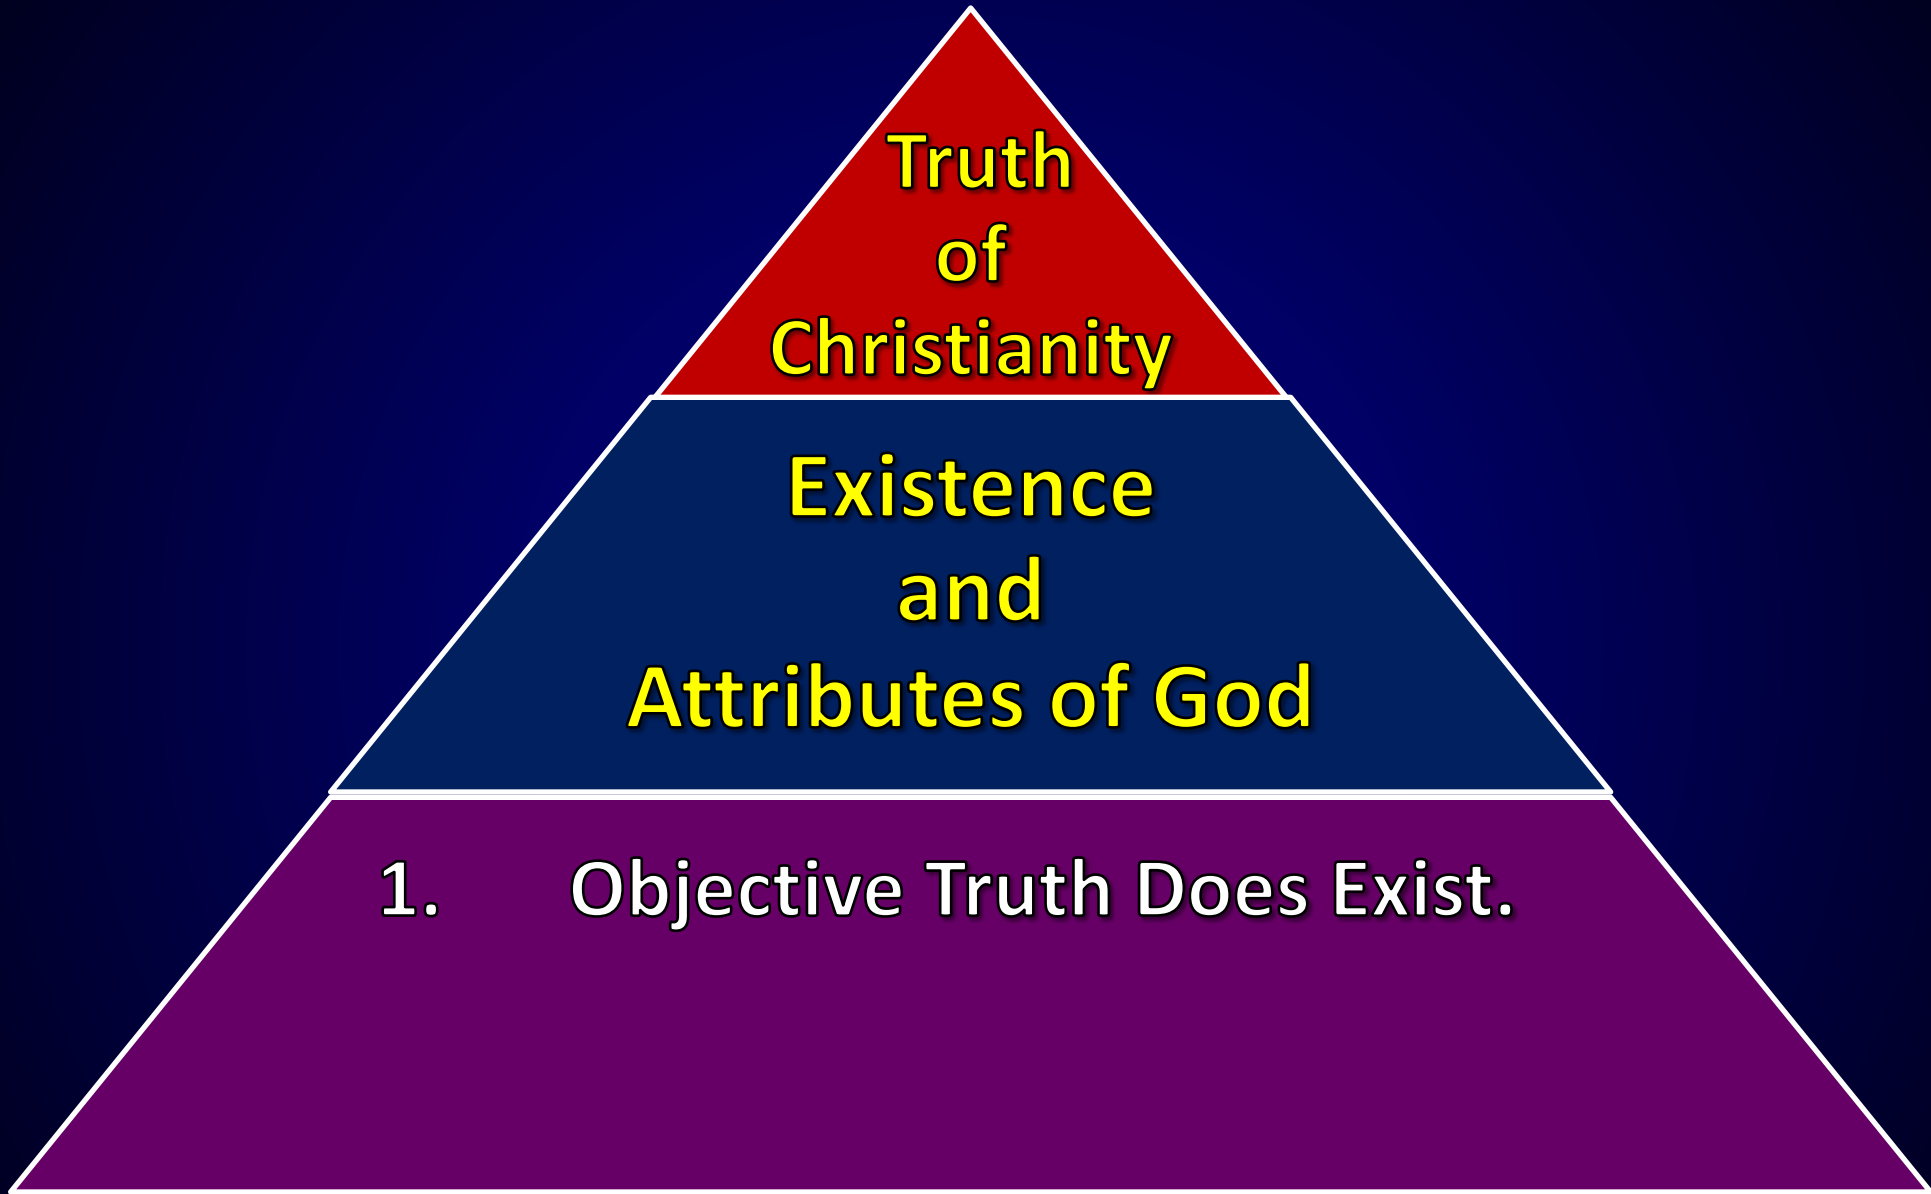 Truth
of
Christianity
Existence
and
Attributes of God
1. Objective Truth Does Exist.